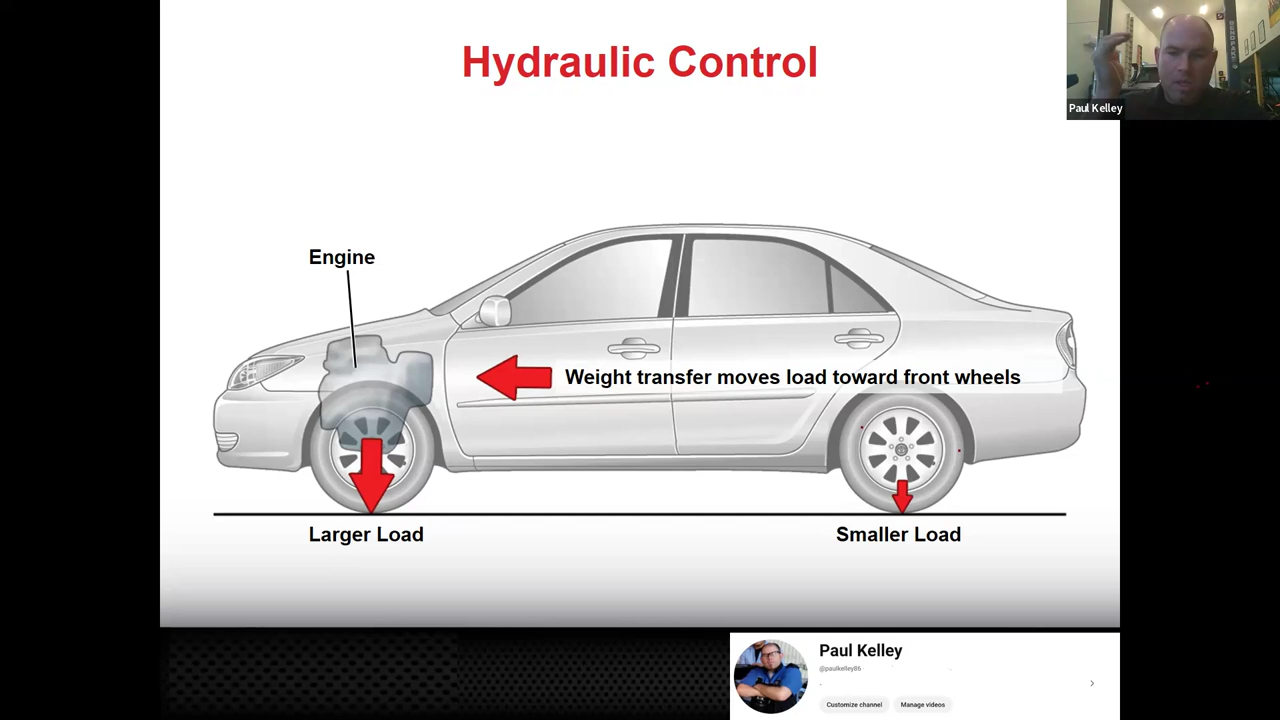 Hydraulic Control
Paul Kelley
Engine
Weight transfer moves load toward front wheels
Larger Load
Smaller Load
Paul Kelley
@paulkelley86
Customize channel
Manage videos